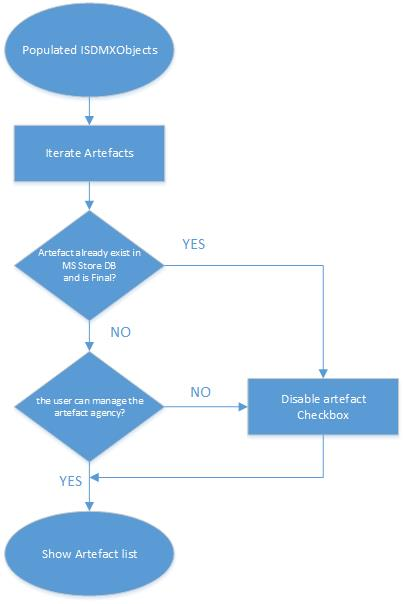 Populated ISDMXObjects
Iterate Artefacts
Artefact already exist in
MS Store DB
and is Final?
YES
NO
the user can manage the
artefact agency?
NO
Disable artefact
Checkbox
YES
Show Artefact list